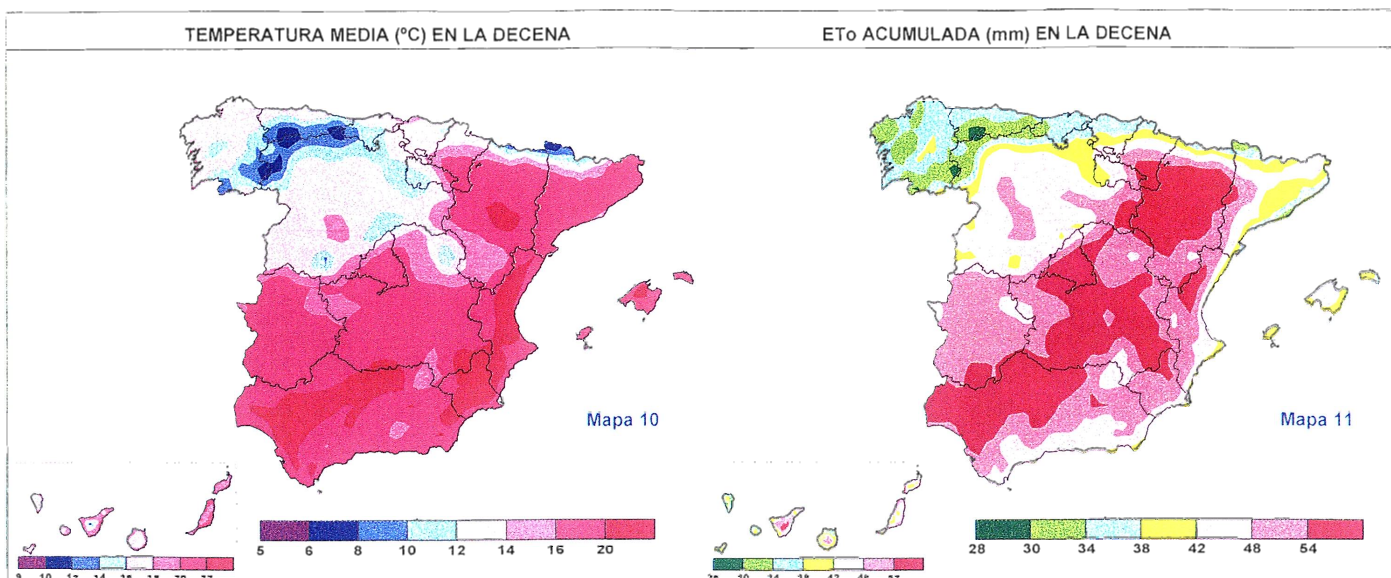 TEMPERATURA MEDIA (ºC) EN LA DECENA
ETo ACUMULADA (mm) EN LA DECENA
Mapa 10
Mapa 11
5 6 8 10 12 14 16 20
28 30 34 38 42 48 54